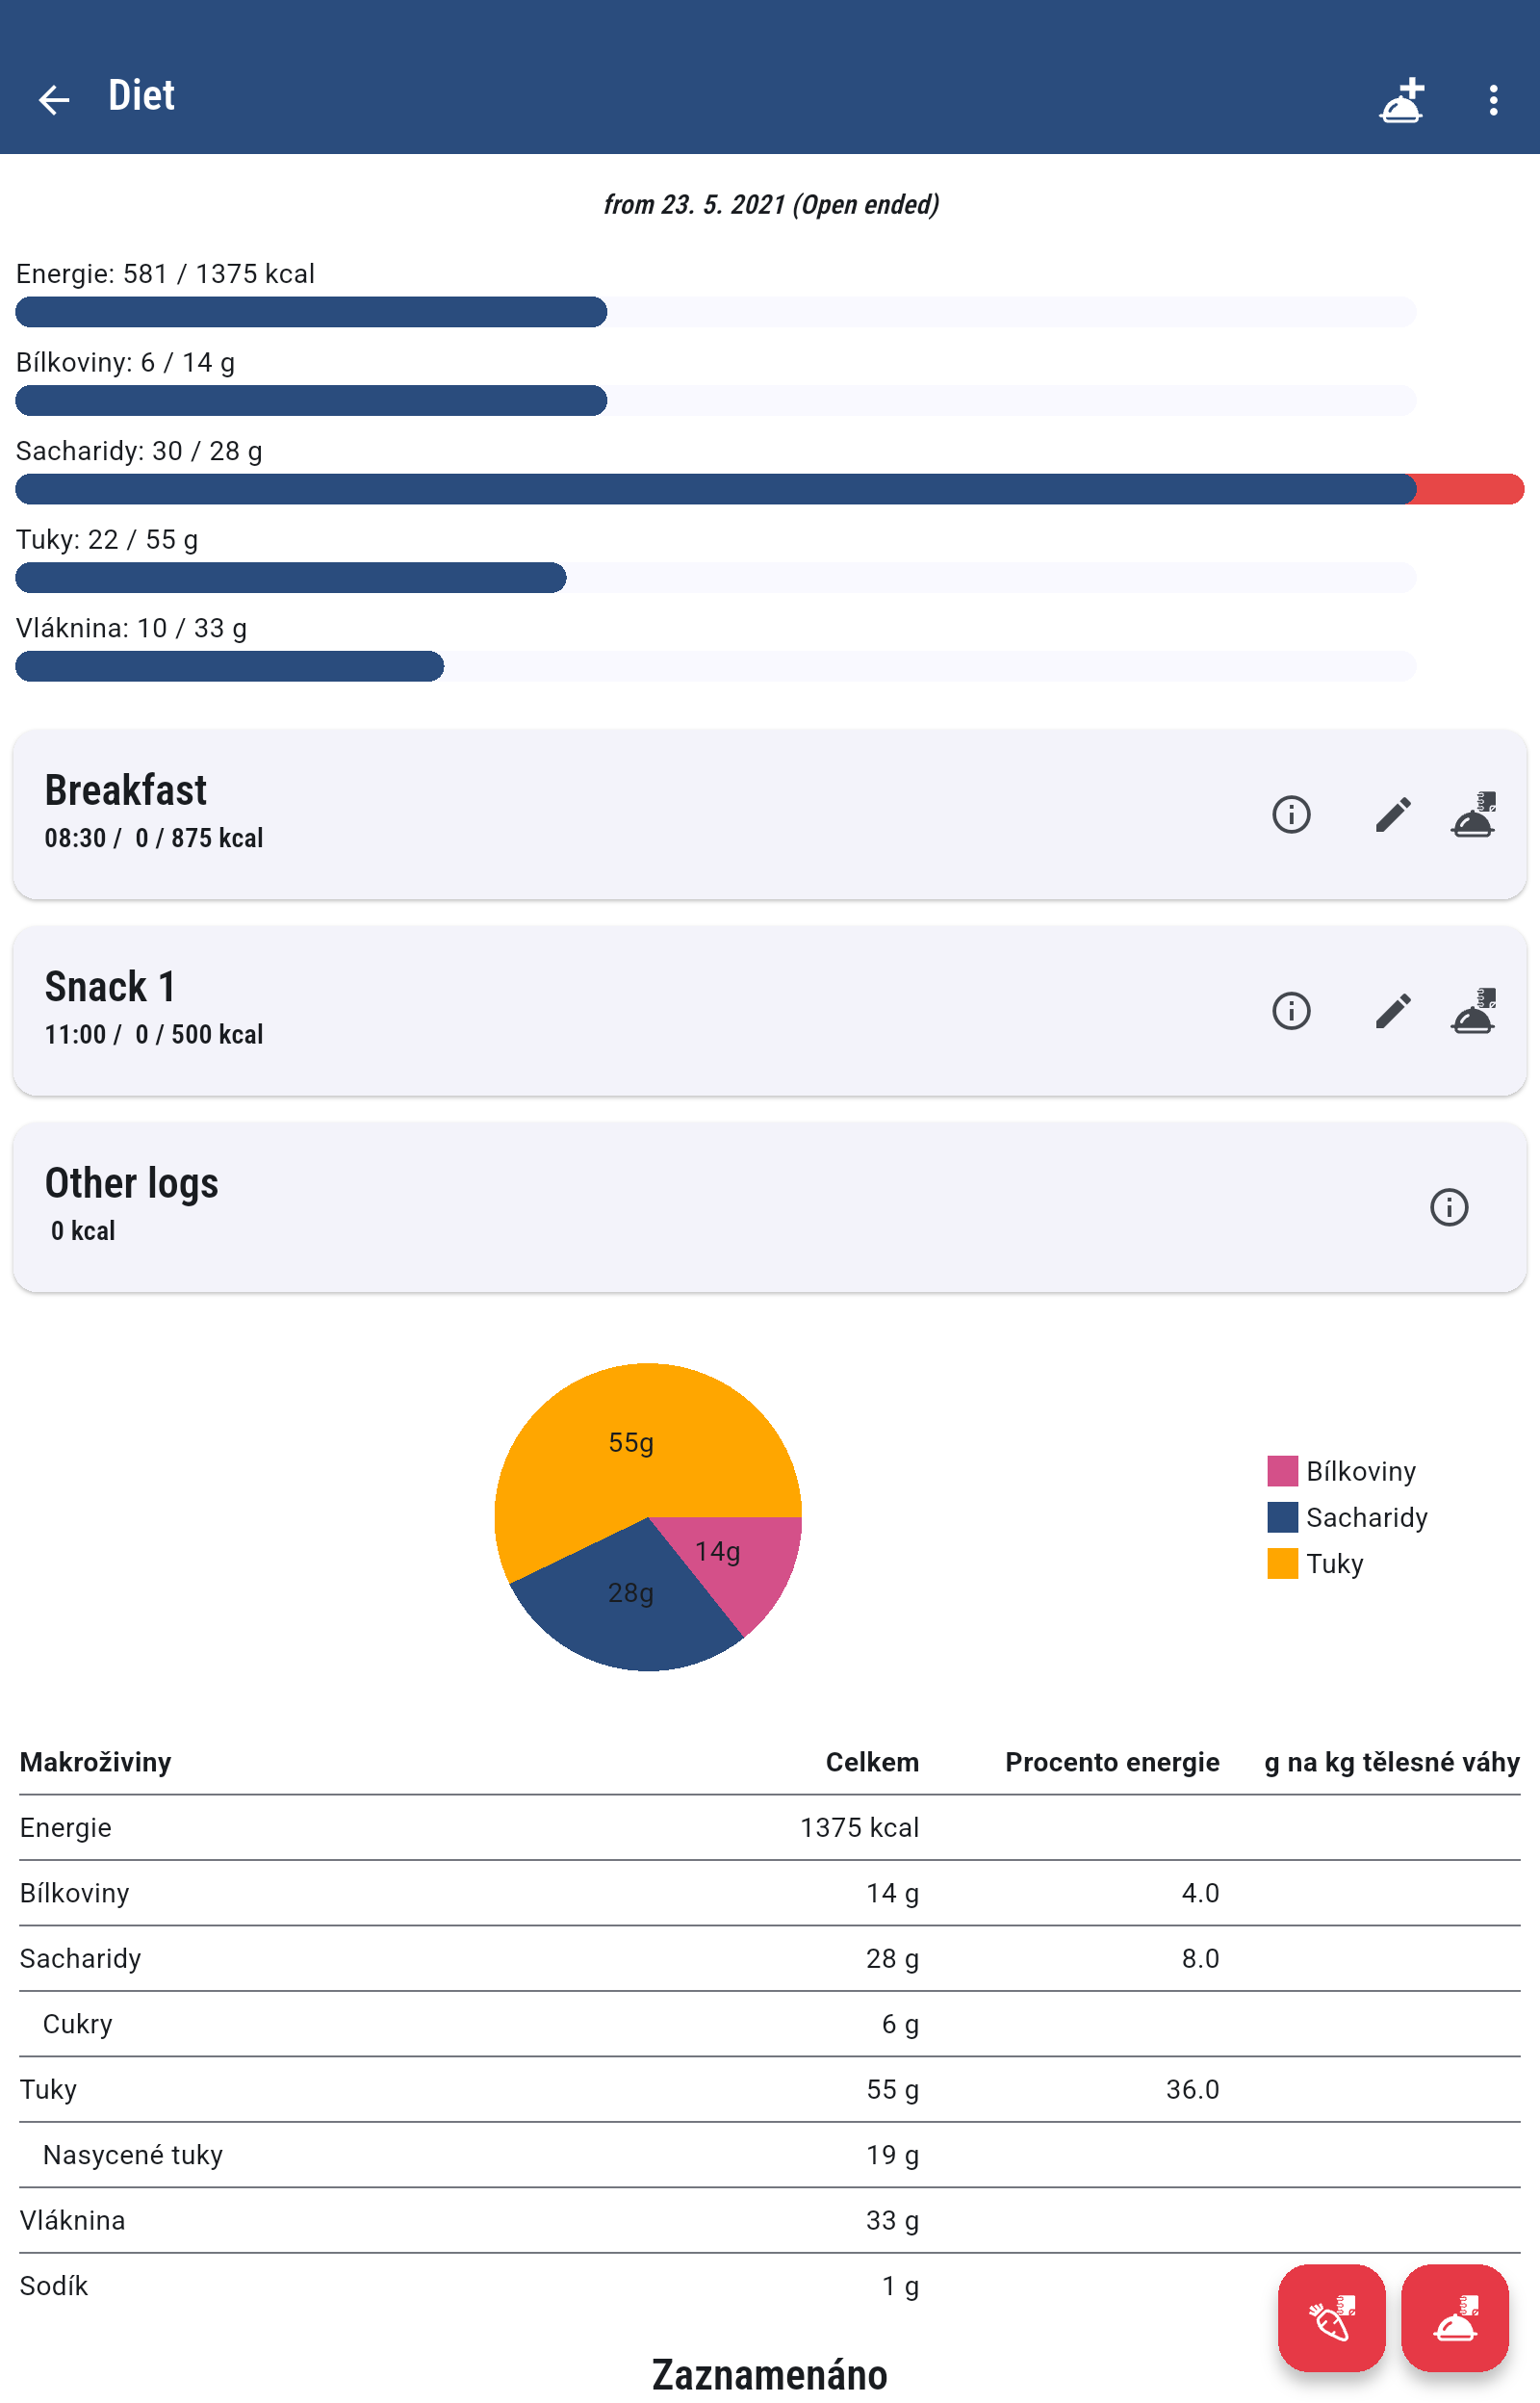 Diet
from 23. 5. 2021 (Open ended)
Energie: 581 / 1375 kcal
Bílkoviny: 6 / 14 g
Sacharidy: 30 / 28 g
Tuky: 22 / 55 g
Vláknina: 10 / 33 g
Breakfast
08:30 / 0 / 875 kcal
Snack 1
11:00 / 0 / 500 kcal
Other logs
0 kcal
55g
14g
28g
Bílkoviny
Sacharidy
Tuky
Makroživiny Celkem Procento energie g na kg tělesné váhy
Energie 1375 kcal
Bílkoviny 14 g 4.0
Sacharidy 28 g 8.0
Cukry 6 g
Tuky 55 g 36.0
Nasycené tuky 19 g
Vláknina 33 g
Sodík 1 g
Zaznamenáno